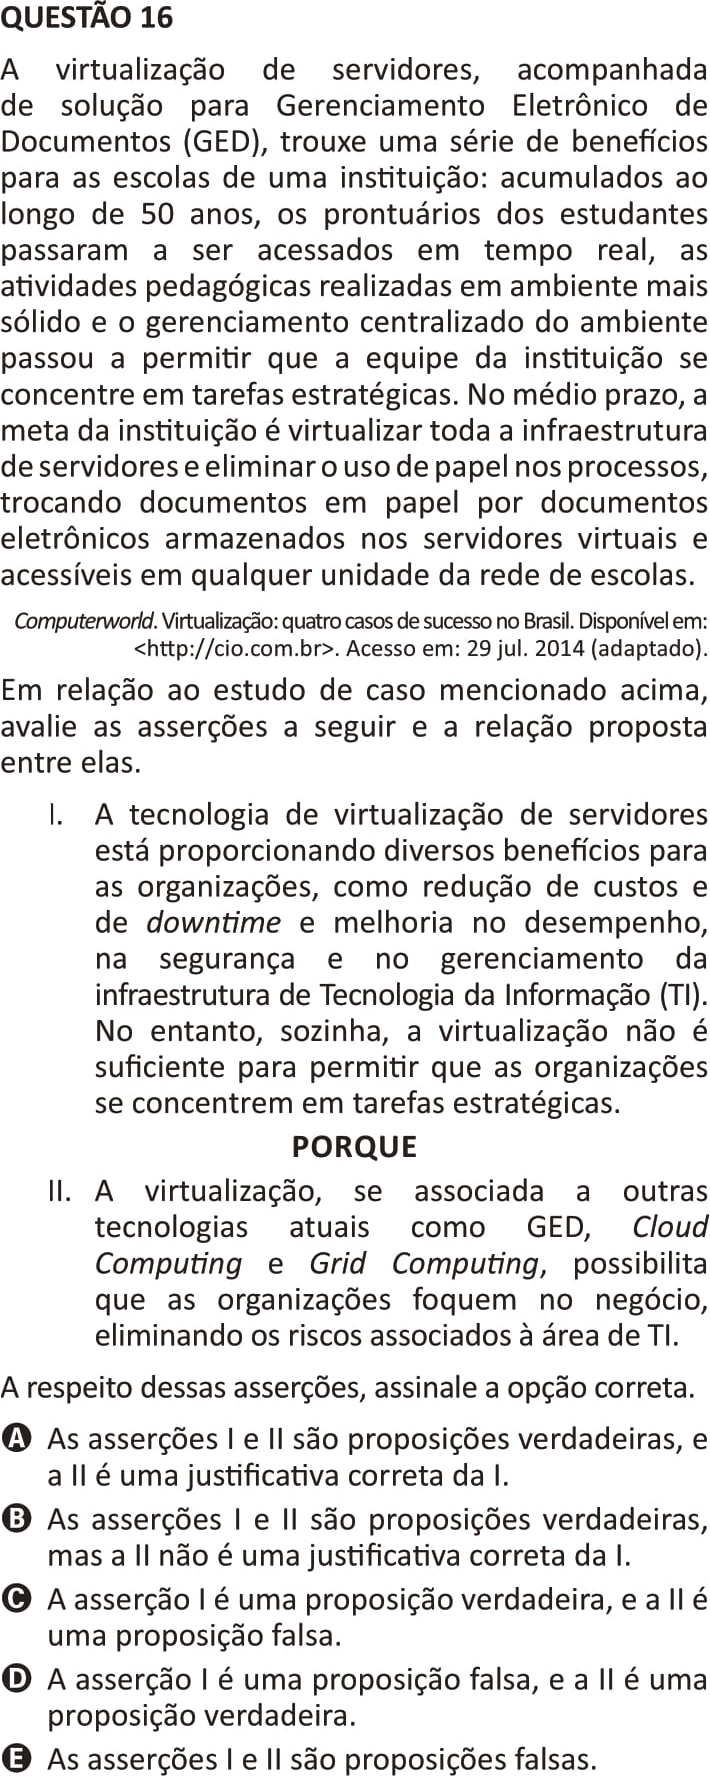 QUESTÃO 16
A virtualização de servidores, acompanhada
de solução para Gerenciamento Eletrônico de
Documentos (GED), trouxe uma série de benefícios
para as escolas de uma instituição: acumulados ao
longo de 50 anos, os prontuários dos estudantes
passaram a ser acessados em tempo real, as
atividades pedagógicas realizadas em ambiente mais
sólido e o gerenciamento centralizado do ambiente
passou a permitir que a equipe da instituição se
concentre em tarefas estratégicas. No médio prazo, a
meta da instituição é virtualizar toda a infraestrutura
de servidores e eliminar o uso de papel nos processos,
trocando documentos em papel por documentos
eletrônicos armazenados nos servidores virtuais e
acessíveis em qualquer unidade da rede de escolas.
Computerworld. Virtualização: quatro casos de sucesso no Brasil. Disponível em:
<http://cio.com.br>. Acesso em: 29 jul. 2014 (adaptado).
Em relação ao estudo de caso mencionado acima,
avalie as asserções a seguir e a relação proposta
entre elas.
I. A tecnologia de virtualização de servidores
está proporcionando diversos benefícios para
as organizações, como redução de custos e
de downtime e melhoria no desempenho,
na segurança e no gerenciamento da
infraestrutura de Tecnologia da Informação (TI).
No entanto, sozinha, a virtualização não é
suficiente para permitir que as organizações
se concentrem em tarefas estratégicas.
PORQUE
II. A virtualização, se associada a outras
tecnologias atuais como GED, Cloud
Computing e Grid Computing, possibilita
que as organizações foquem no negócio,
eliminando os riscos associados à área de TI.
A respeito dessas asserções, assinale a opção correta.
A As asserções I e II são proposições verdadeiras, e
a II é uma justificativa correta da I.
B As asserções I e II são proposições verdadeiras,
mas a II não é uma justificativa correta da I.
C A asserção I é uma proposição verdadeira, e a II é
uma proposição falsa.
D A asserção I é uma proposição falsa, e a II é uma
proposição verdadeira.
E As asserções I e II são proposições falsas.